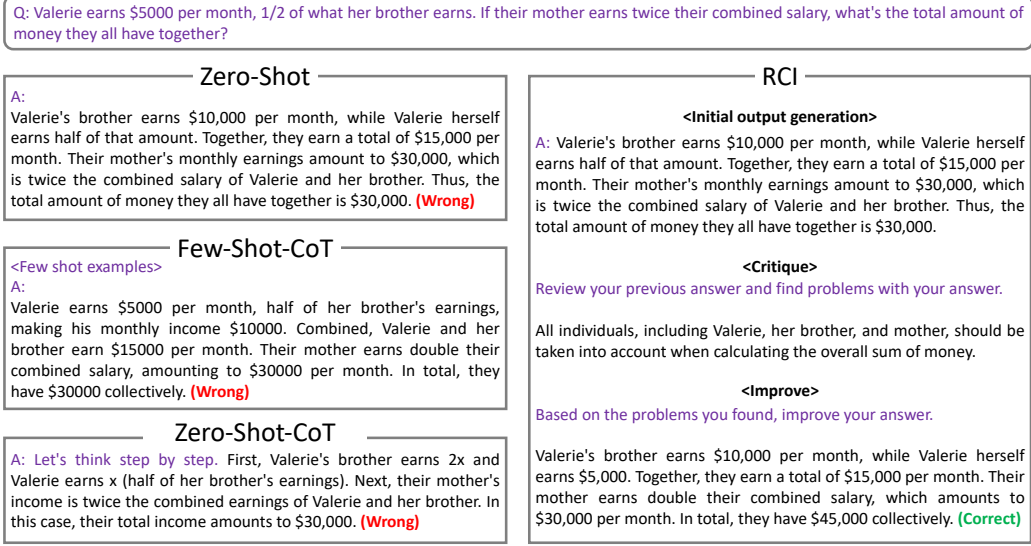 Q: Valerie earns $5000 per month, 1/2 of what her brother earns. If their mother earns twice their combined salary, what's the total amount of
money they all have together?
Zero-Shot
A:
Valerie's brother earns $10,000 per month, while Valerie herself
earns half of that amount. Together, they earn a total of $15,000 per
month. Their mother's monthly earnings amount to $30,000, which
is twice the combined salary of Valerie and her brother. Thus, the
total amount of money they all have together is $30,000. (Wrong)
Few-Shot-CoT
<Few shot examples>
A:
Valerie earns $5000 per month, half of her brother's earnings,
making his monthly income $10000. Combined, Valerie and her
brother earn $15000 per month. Their mother earns double their
combined salary, amounting to $30000 per month. In total, they
have $30000 collectively. (Wrong)
Zero-Shot-CoT
A: Let's think step by step. First, Valerie's brother earns 2x and
Valerie earns x (half of her brother's earnings). Next, their mother's
income is twice the combined earnings of Valerie and her brother. In
this case, their total income amounts to $30,000. (Wrong)
RCI
<Initial output generation>
A: Valerie's brother earns $10,000 per month, while Valerie herself
earns half of that amount. Together, they earn a total of $15,000 per
month. Their mother's monthly earnings amount to $30,000, which
is twice the combined salary of Valerie and her brother. Thus, the
total amount of money they all have together is $30,000.
<Critique>
Review your previous answer and find problems with your answer.
All individuals, including Valerie, her brother, and mother, should be
taken into account when calculating the overall sum of money.
<Improve>
Based on the problems you found, improve your answer.
Valerie's brother earns $10,000 per month, while Valerie herself
earns $5,000. Together, they earn a total of $15,000 per month. Their
mother earns double their combined salary, which amounts to
$30,000 per month. In total, they have $45,000 collectively. (Correct)